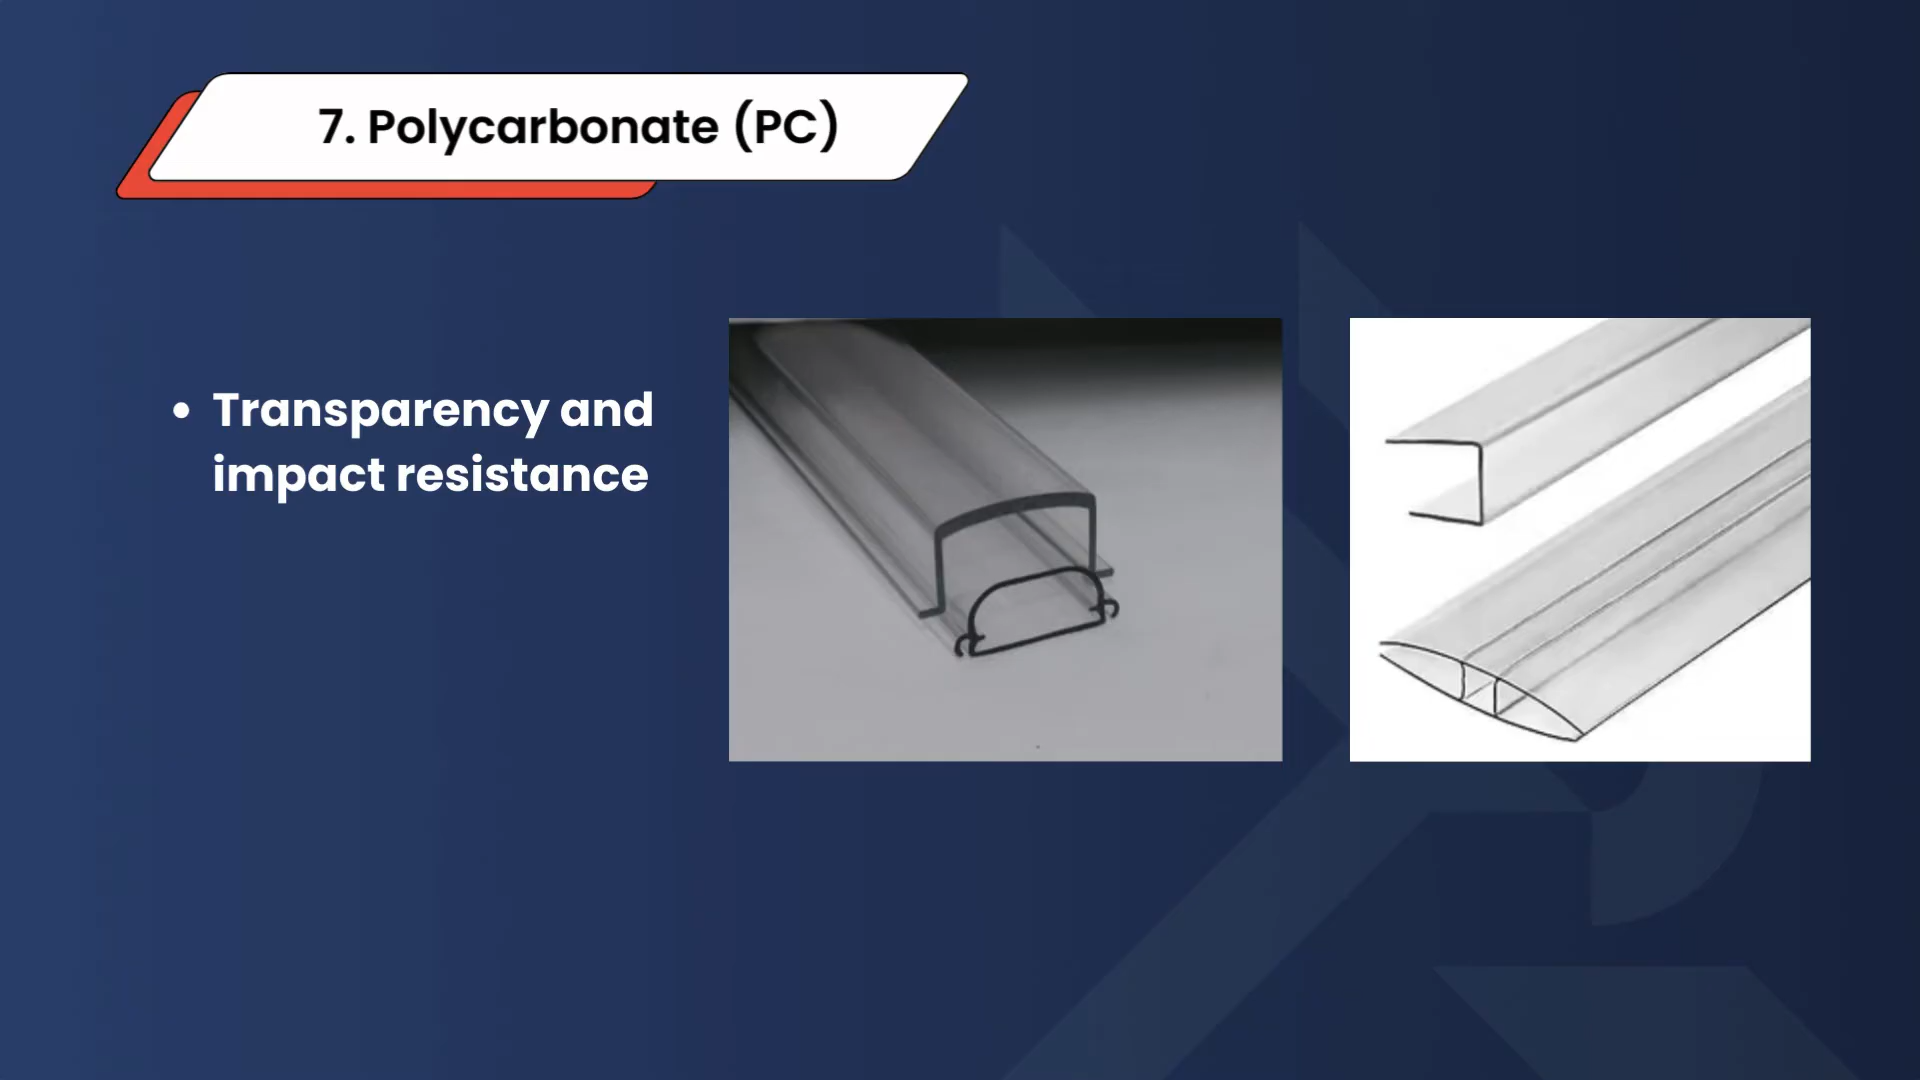 7. Polycarbonate (PC)
• Transparency and
impact resistance